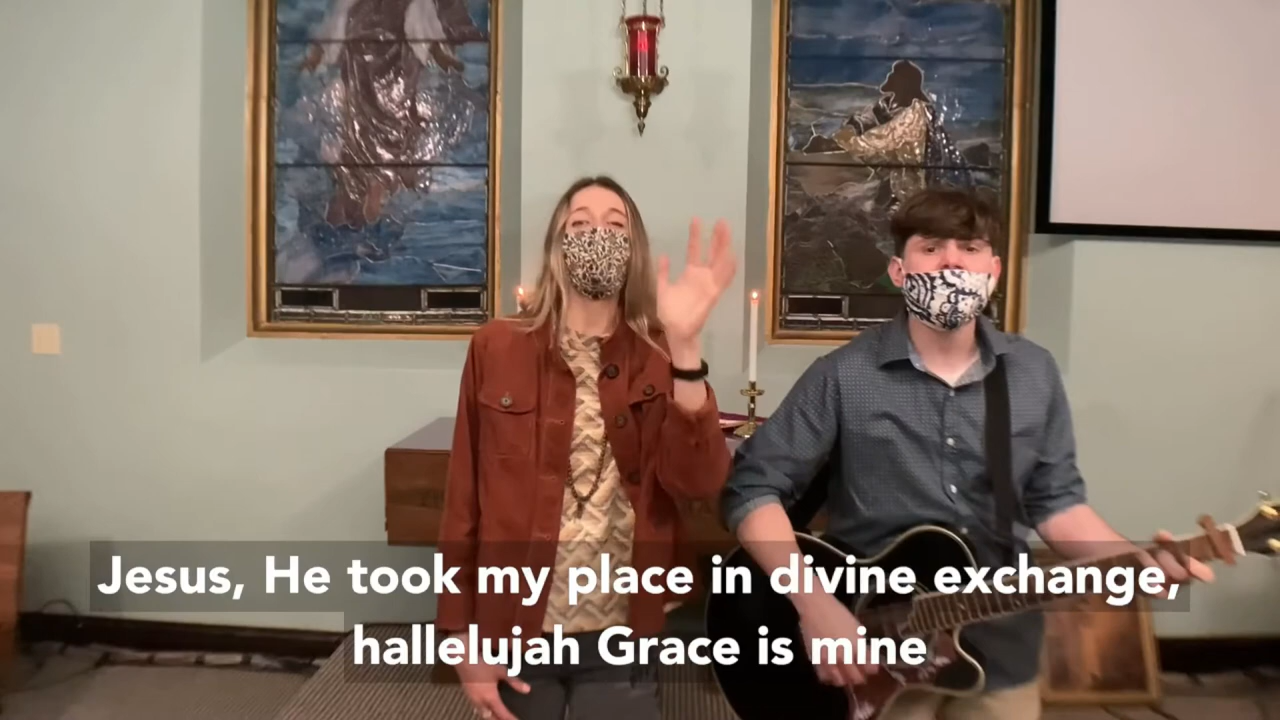 Jesus, He took my place in divine exchange,
hallelujah Grace is mine